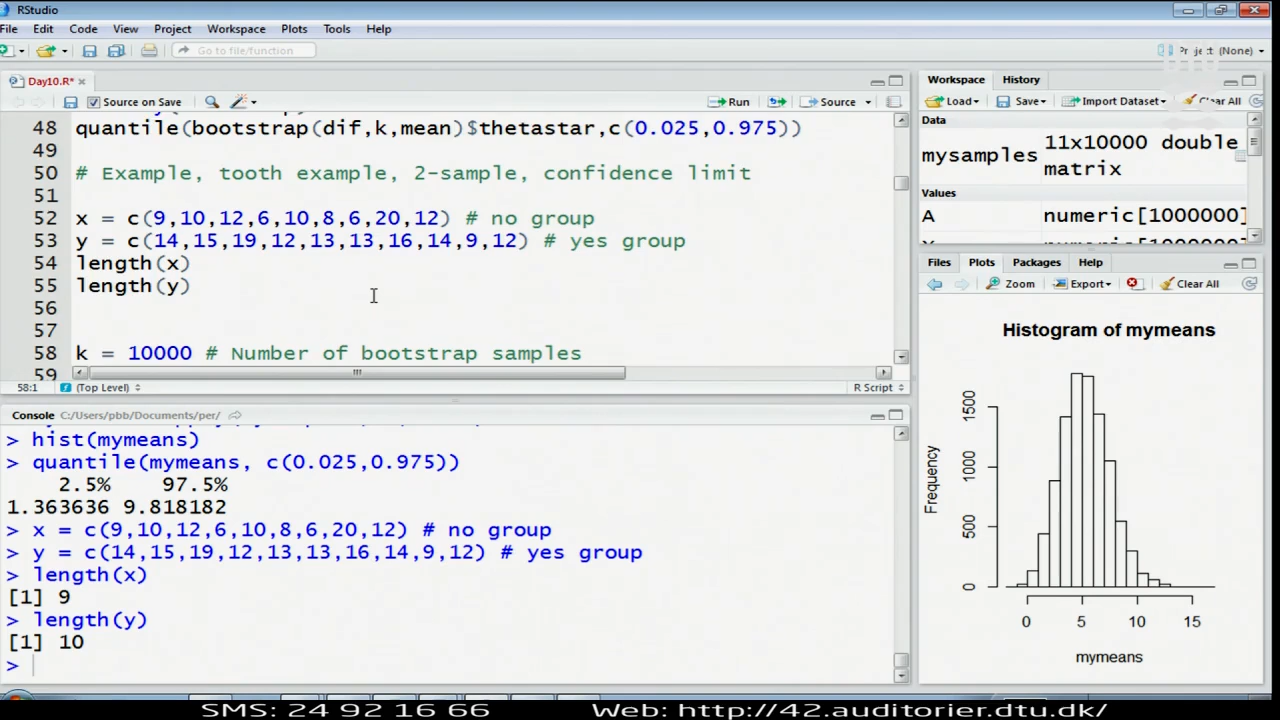 RStudio
File Edit Code View Project Workspace Plots Tools Help
Go to file/function
Project: (None)
Day10.R*
Source on Save
Run
Source
48 quantile(bootstrap(dif,k,mean)$thetastar,c(0.025,0.975))
49
50 # Example, tooth example, 2-sample, confidence limit
51
52 x = c(9,10,12,6,10,8,6,20,12) # no group
53 y = c(14,15,19,12,13,13,16,14,9,12) # yes group
54 length(x)
55 length(y)
56
57
58 k = 10000 # Number of bootstrap samples
59
58:1 (Top Level) R Script
Console C:/Users/pbb/Documents/per/
> hist(mymeans)
> quantile(mymeans, c(0.025,0.975))
2.5% 97.5%
1.363636 9.818182
> x = c(9,10,12,6,10,8,6,20,12) # no group
> y = c(14,15,19,12,13,13,16,14,9,12) # yes group
> length(x)
[1] 9
> length(y)
[1] 10
>
Workspace History
Load Save Import Dataset Clear All
Data
mysamples 11x10000 double matrix
Values
A numeric[1000000]
Files Plots Packages Help
Zoom Export Clear All
Histogram of mymeans
Frequency
1500
1000
500
0
0 5 10 15
mymeans
SMS: 24 92 16 66 Web: http://42.auditorier.dtu.dk/